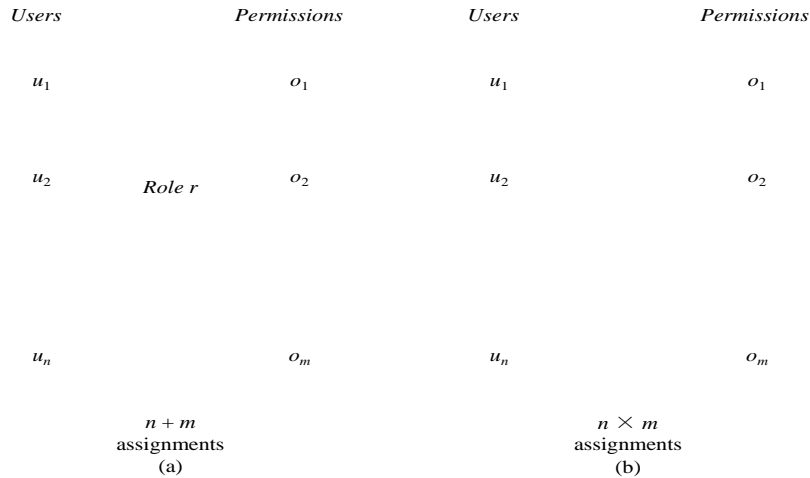 Users Permissions Users Permissions
u1 o1 u1 o1
u2 Role r o2 u2 o2
un om un om
n + m n × m
assignments assignments
(a) (b)